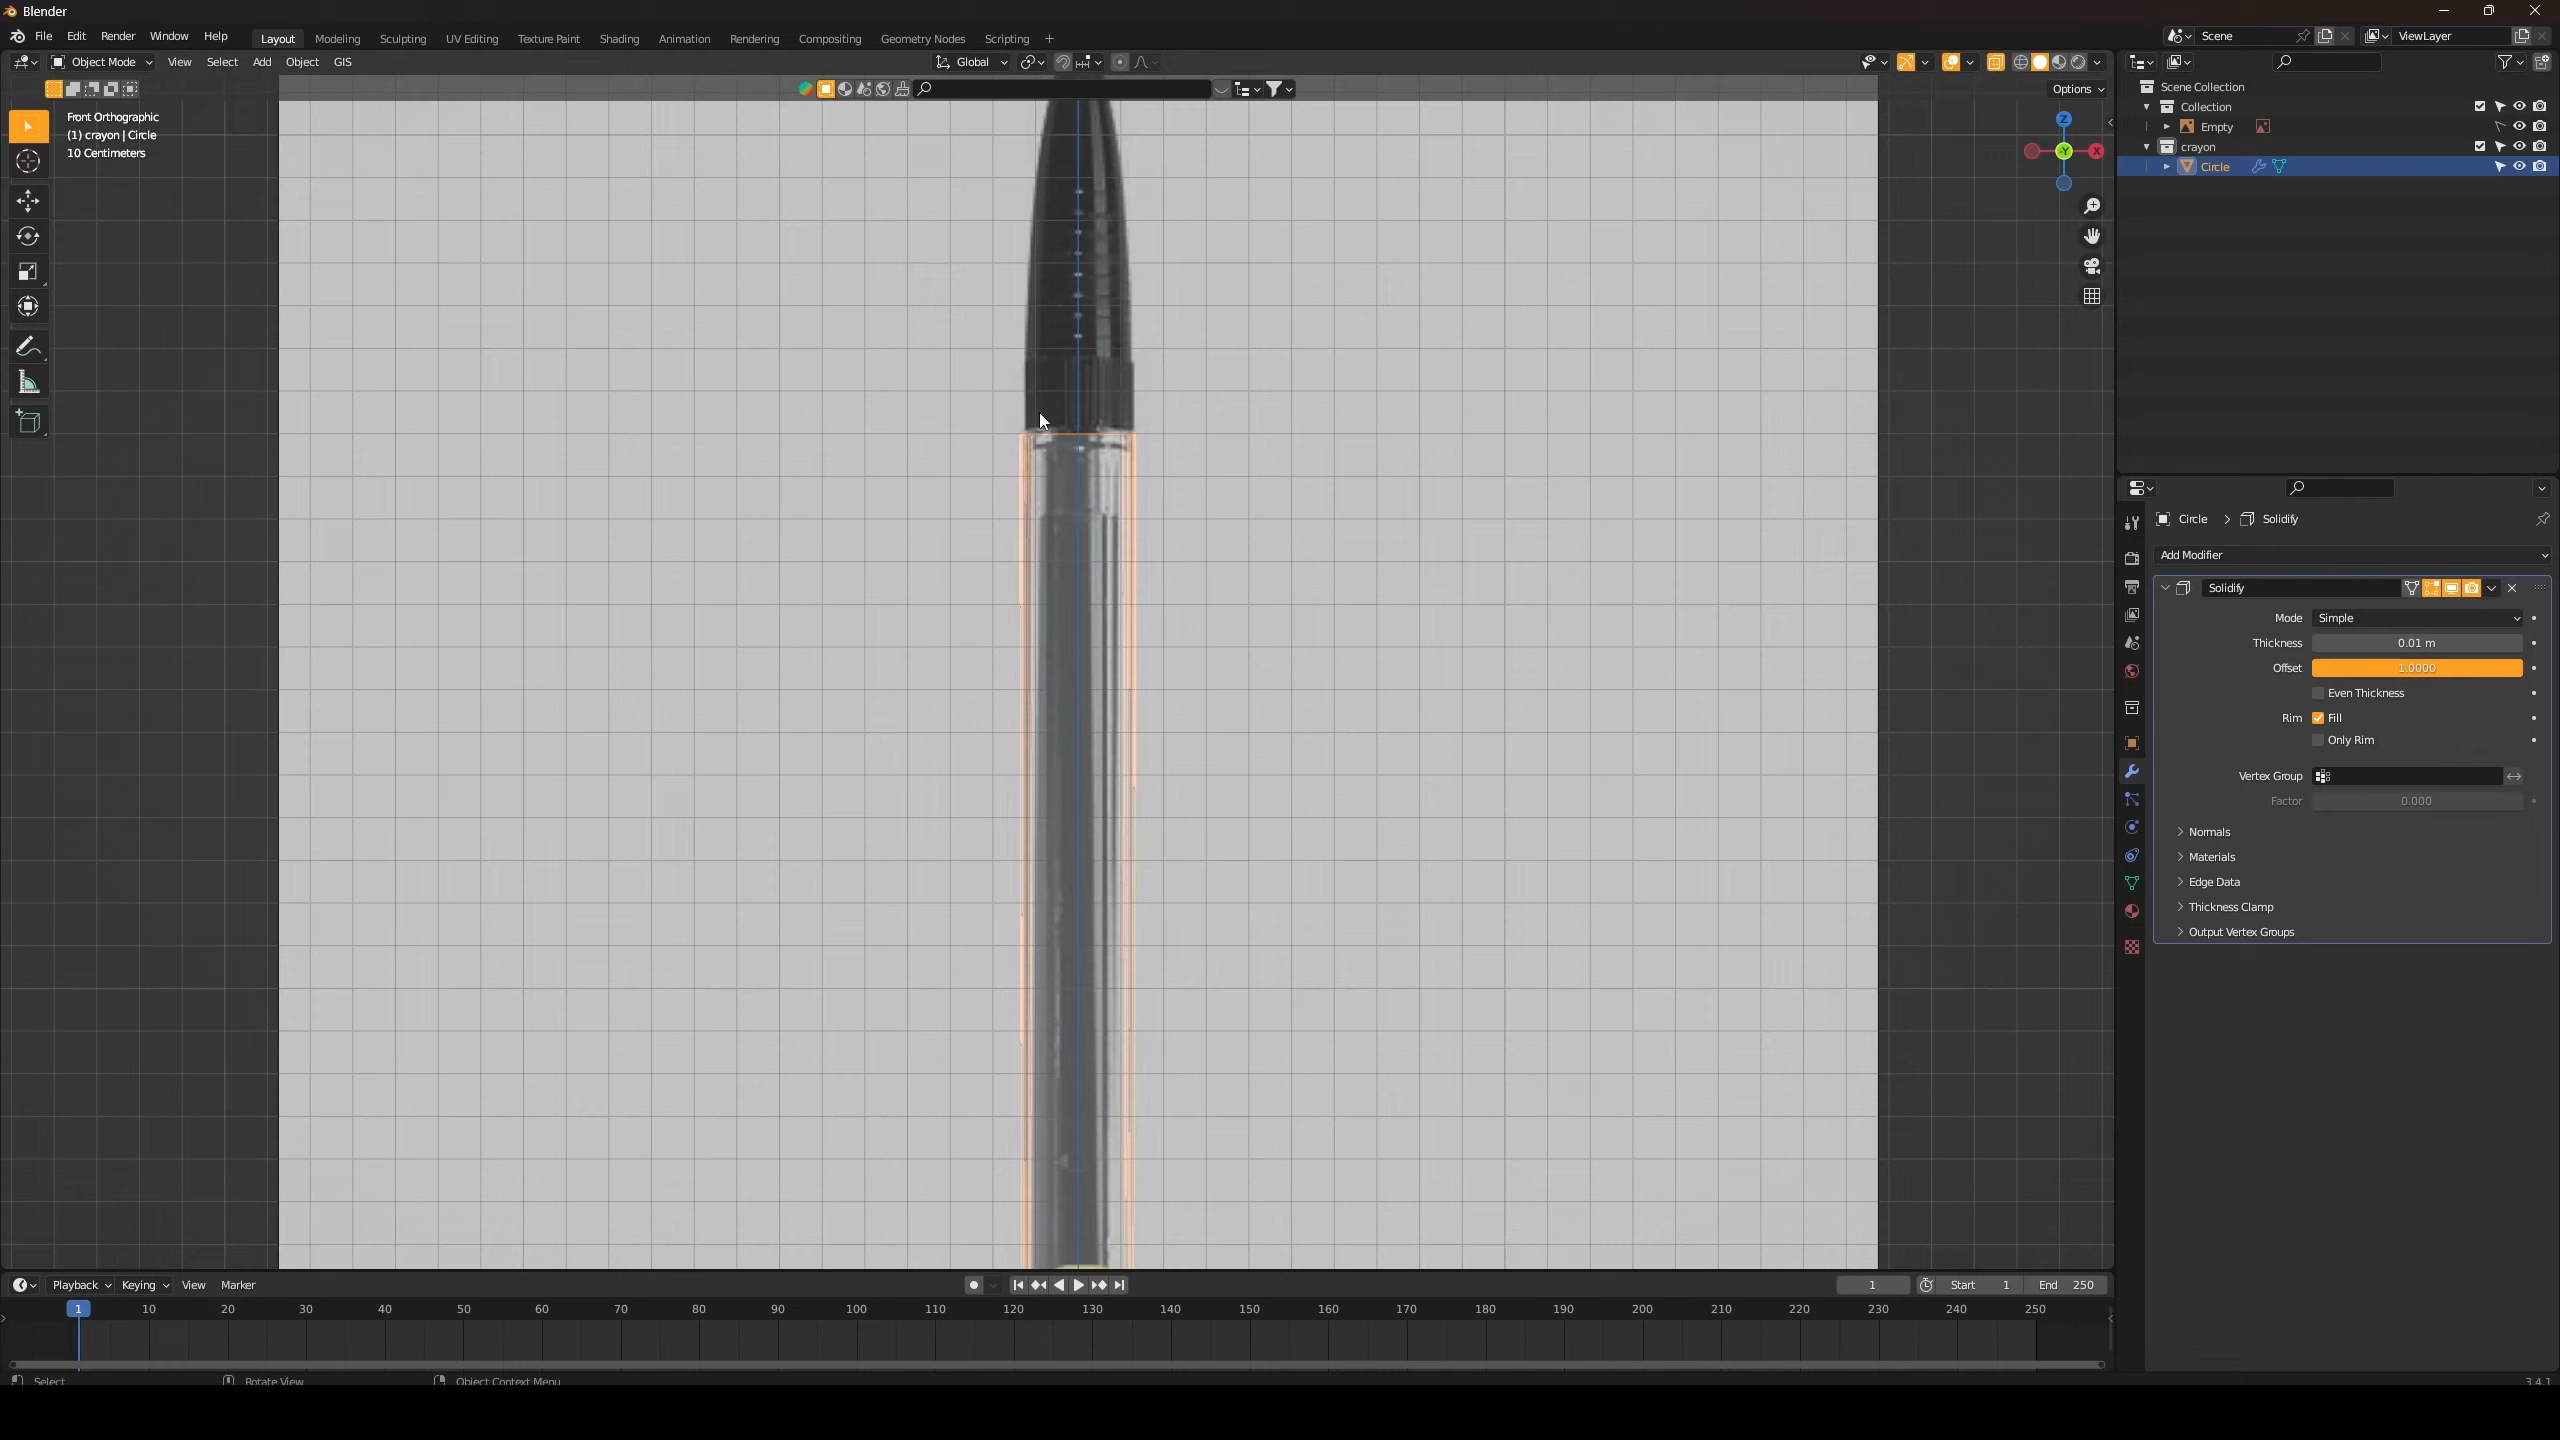 Blender
File Edit Render Window Help Layout Modeling Sculpting UV Editing Texture Paint Shading Animation Rendering Compositing Geometry Nodes Scripting + Scene ViewLayer
Object Mode View Select Add Object GIS Global
Options
Front Orthographic
(1) crayon | Circle
10 Centimeters
Z
-Y X
Scene Collection
Collection
Empty
crayon
Circle
Circle > Solidify
Add Modifier
Solidify
Mode Simple
Thickness 0.01 m
Offset 1.0000
Even Thickness
Rim Fill
Only Rim
Vertex Group
Factor 0.000
Normals
Materials
Edge Data
Thickness Clamp
Output Vertex Groups
Playback Keying View Marker 1 Start 1 End 250
1 10 20 30 40 50 60 70 80 90 100 110 120 130 140 150 160 170 180 190 200 210 220 230 240 250
Select Rotate View Object Context Menu 3.4.1